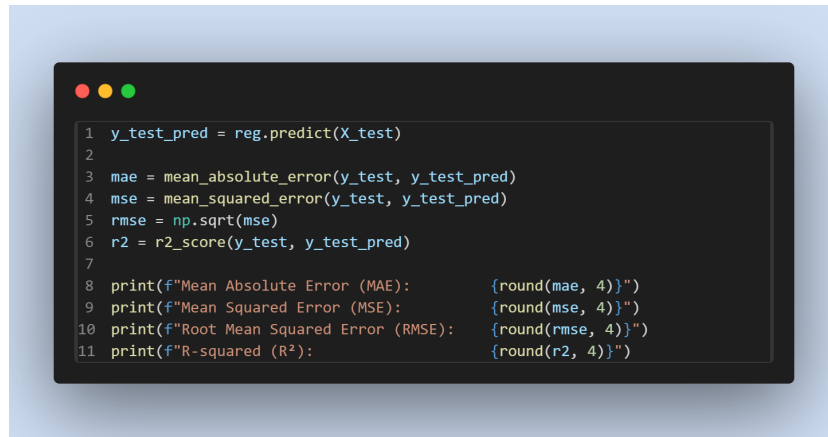 1 y_test_pred = reg.predict(X_test)
2
3 mae = mean_absolute_error(y_test, y_test_pred)
4 mse = mean_squared_error(y_test, y_test_pred)
5 rmse = np.sqrt(mse)
6 r2 = r2_score(y_test, y_test_pred)
7
8 print(f"Mean Absolute Error (MAE):         {round(mae, 4)}")
9 print(f"Mean Squared Error (MSE):          {round(mse, 4)}")
10 print(f"Root Mean Squared Error (RMSE):    {round(rmse, 4)}")
11 print(f"R-squared (R²):                    {round(r2, 4)}")